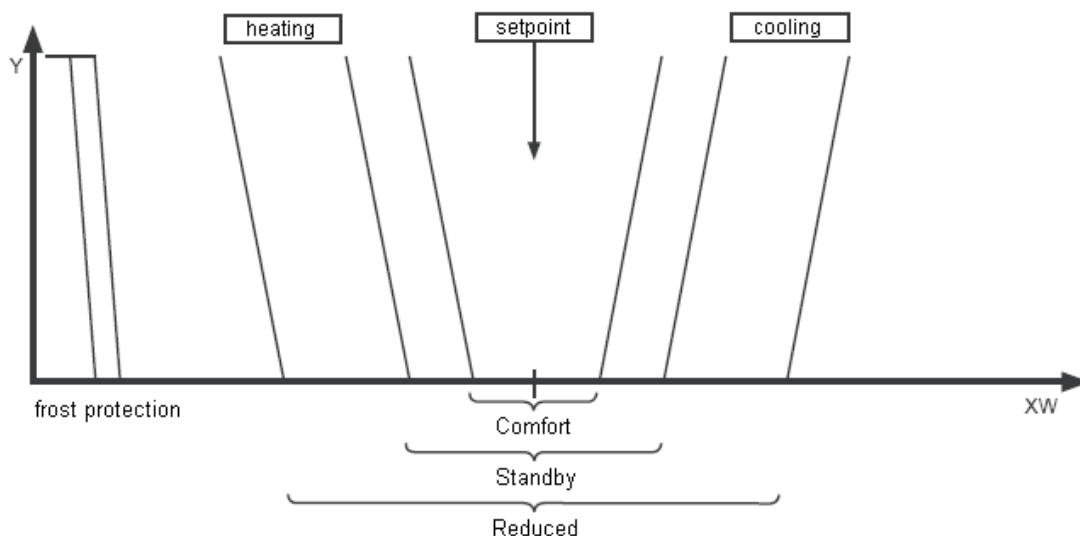 heating
setpoint
cooling
Y
frost protection
XW
Comfort
Standby
Reduced